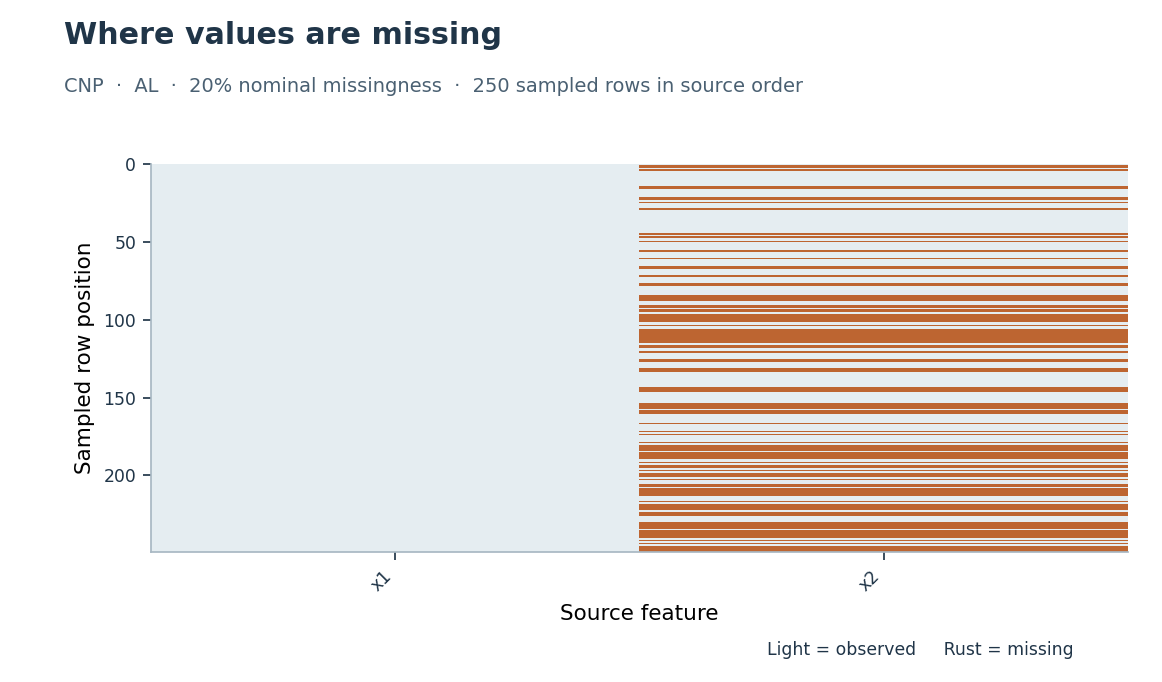 Where values are missing
CNP · AL · 20% nominal missingness · 250 sampled rows in source order
0
50
100
150
200
Sampled row position
x1
x2
Source feature
Light = observed Rust = missing